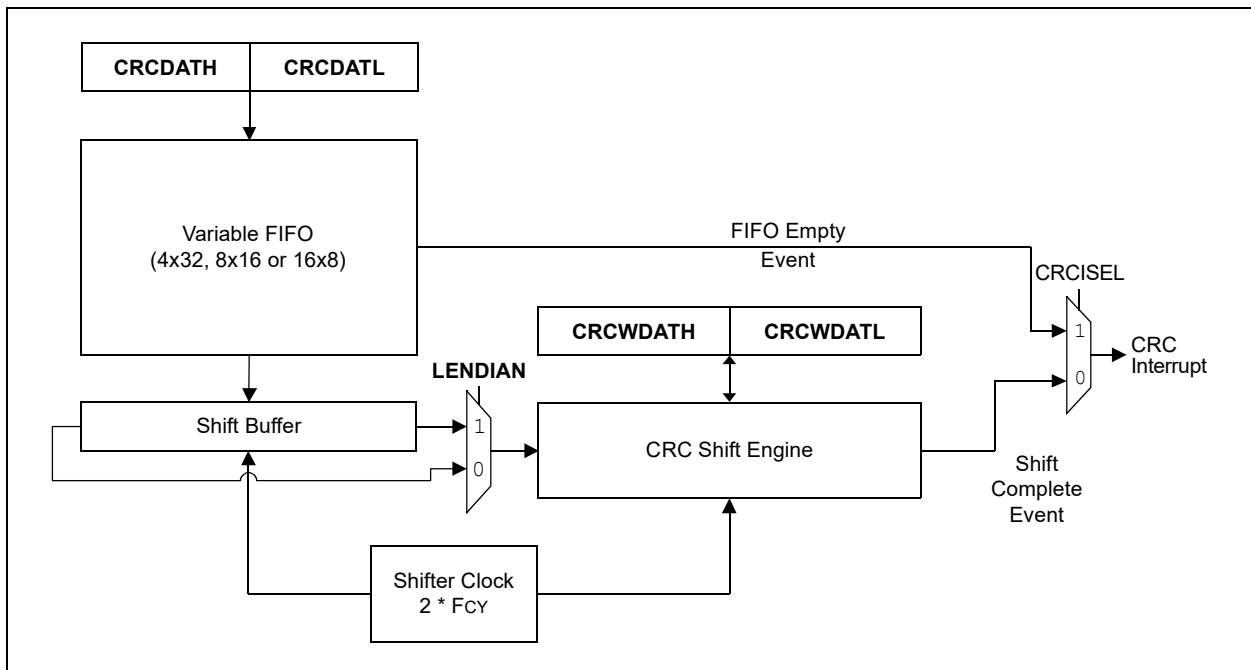 CRCDATH CRCDATL
Variable FIFO
(4x32, 8x16 or 16x8)
FIFO Empty
Event
CRCISEL
1
0
CRC
Interrupt
CRCWDATH CRCWDATL
LENDIAN
1
0
Shift Buffer
CRC Shift Engine
Shift
Complete
Event
Shifter Clock
2 * FCY